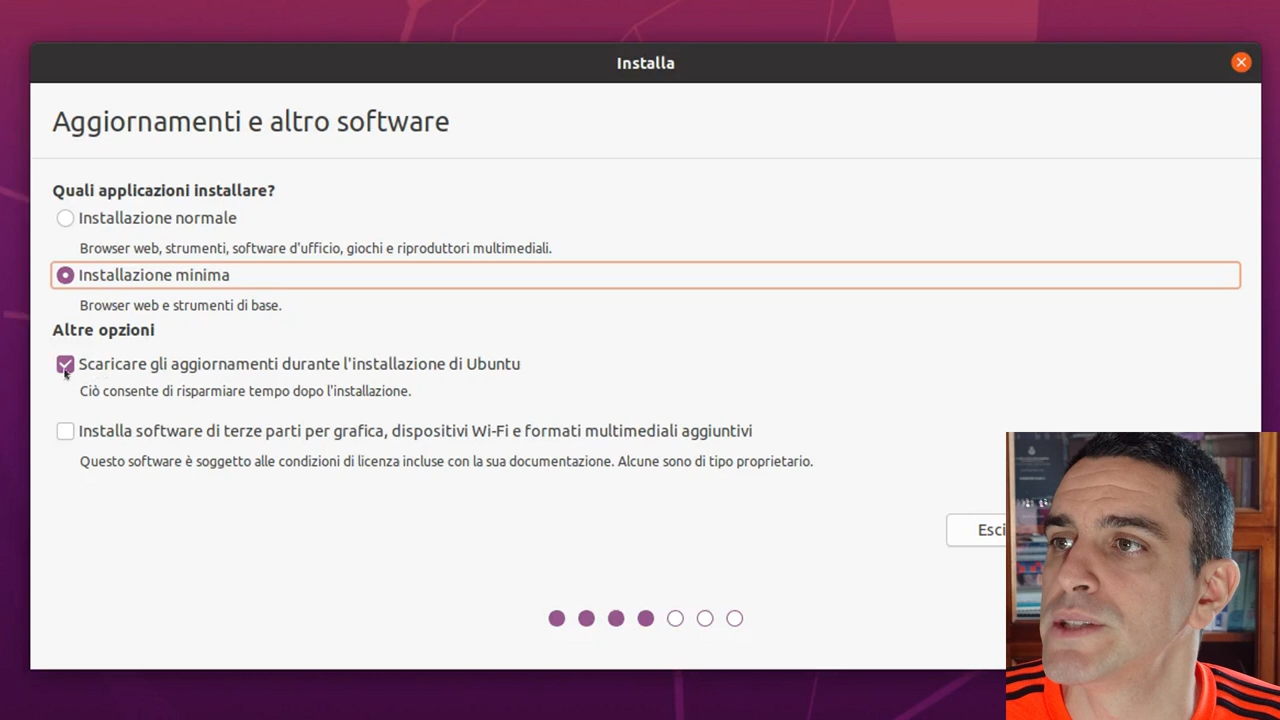 Installa
Aggiornamenti e altro software
Quali applicazioni installare?
Installazione normale
Browser web, strumenti, software d'ufficio, giochi e riproduttori multimediali.
Installazione minima
Browser web e strumenti di base.
Altre opzioni
Scaricare gli aggiornamenti durante l'installazione di Ubuntu
Ciò consente di risparmiare tempo dopo l'installazione.
Installa software di terze parti per grafica, dispositivi Wi-Fi e formati multimediali aggiuntivi
Questo software è soggetto alle condizioni di licenza incluse con la sua documentazione. Alcune sono di tipo proprietario.
Esci